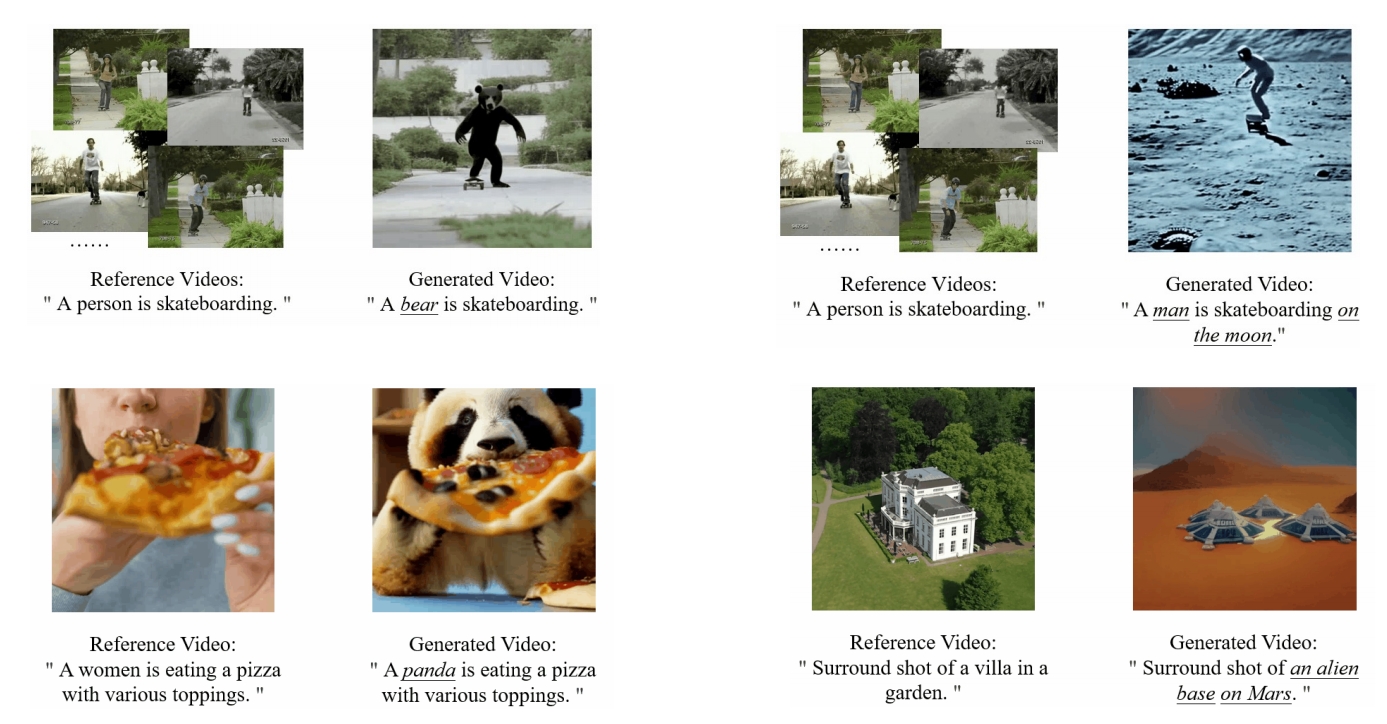 ......
Reference Videos:
" A person is skateboarding. "
Generated Video:
" A bear is skateboarding. "
......
Reference Videos:
" A person is skateboarding. "
Generated Video:
" A man is skateboarding on
the moon."
Reference Video:
" A women is eating a pizza
with various toppings. "
Generated Video:
" A panda is eating a pizza
with various toppings. "
Reference Video:
" Surround shot of a villa in a
garden. "
Generated Video:
" Surround shot of an alien
base on Mars. "